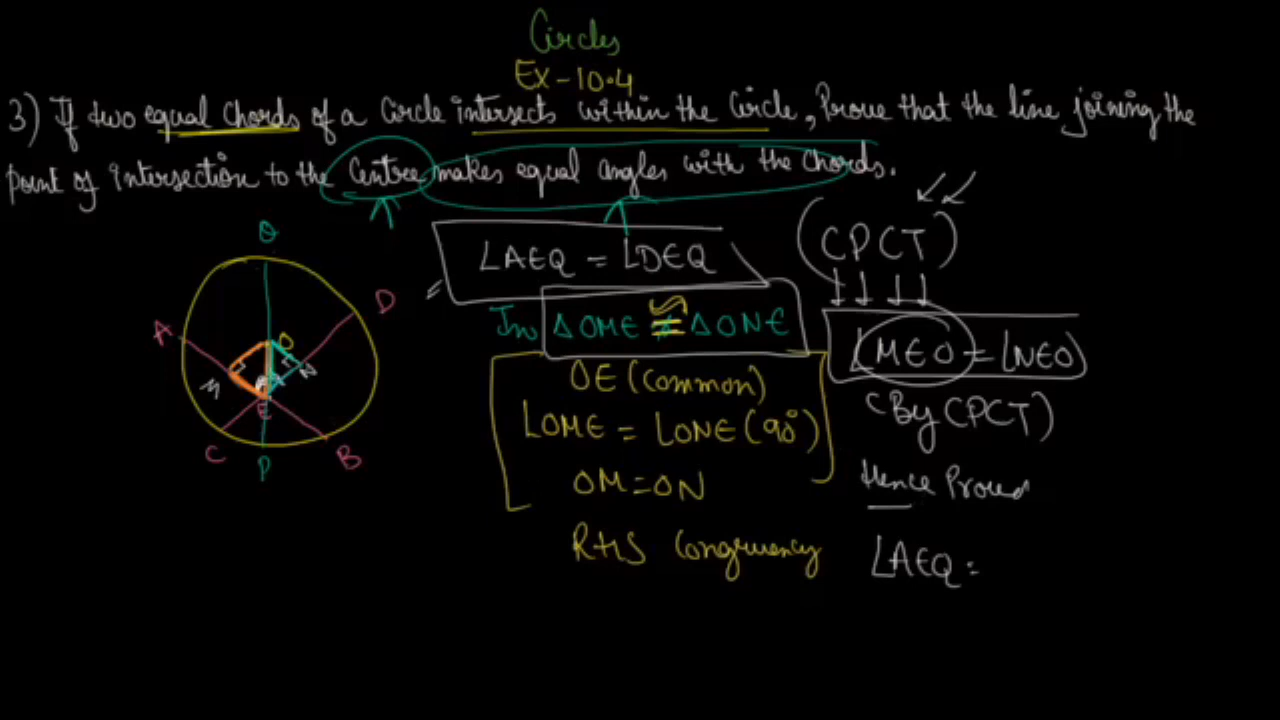 Circles
Ex-10.4
3) If two equal Chords of a Circle intersects within the Circle, Prove that the line joining the
point of intersection to the Centre makes equal angles with the Chords.
(CPCT)
∠AEQ = ∠DEQ
In ΔOME ≅ ΔONE
∠MEO = ∠NEO
OE (Common)
(By CPCT)
∠OME = ∠ONE (90°)
OM = ON
Hence Proved
RHS Congruency
∠AEQ =
Q
D
A
O
M
N
E
C
P
B